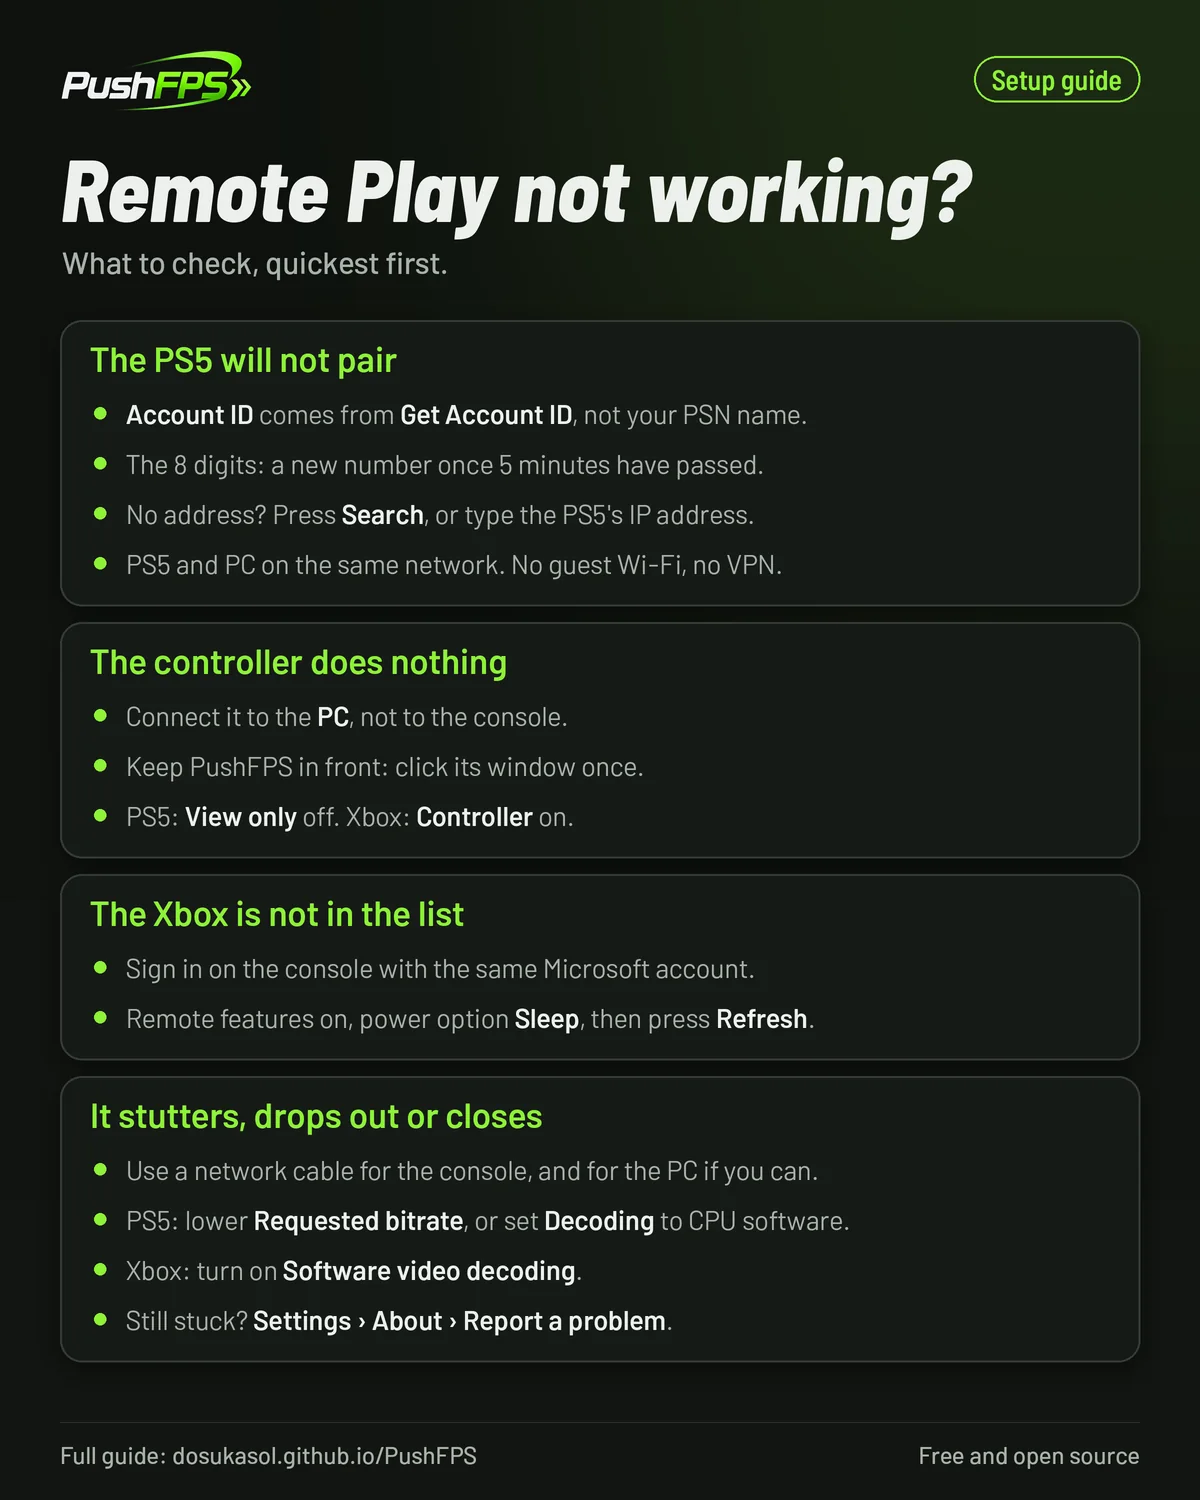 PushFPS
Setup guide
Remote Play not working?
What to check, quickest first.
The PS5 will not pair
Account ID comes from Get Account ID, not your PSN name.
The 8 digits: a new number once 5 minutes have passed.
No address? Press Search, or type the PS5's IP address.
PS5 and PC on the same network. No guest Wi-Fi, no VPN.
The controller does nothing
Connect it to the PC, not to the console.
Keep PushFPS in front: click its window once.
PS5: View only off. Xbox: Controller on.
The Xbox is not in the list
Sign in on the console with the same Microsoft account.
Remote features on, power option Sleep, then press Refresh.
It stutters, drops out or closes
Use a network cable for the console, and for the PC if you can.
PS5: lower Requested bitrate, or set Decoding to CPU software.
Xbox: turn on Software video decoding.
Still stuck? Settings › About › Report a problem.
Full guide: dosukasol.github.io/PushFPS
Free and open source